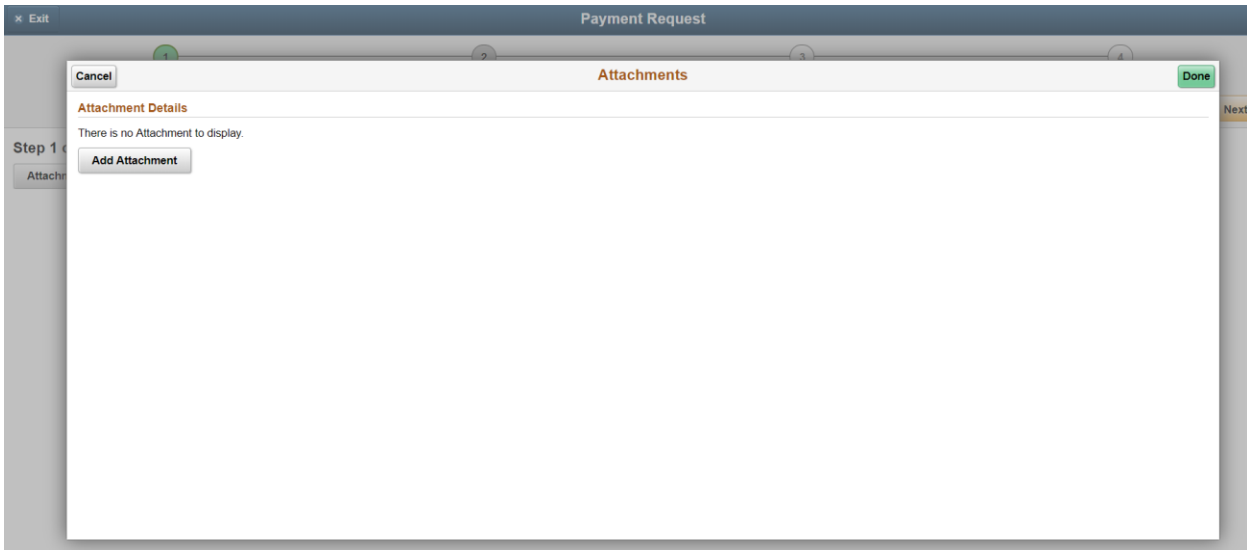 × Exit
Payment Request
1
2
3
4
Cancel
Attachments
Done
Attachment Details
Next
There is no Attachment to display.
Step 1
Add Attachment